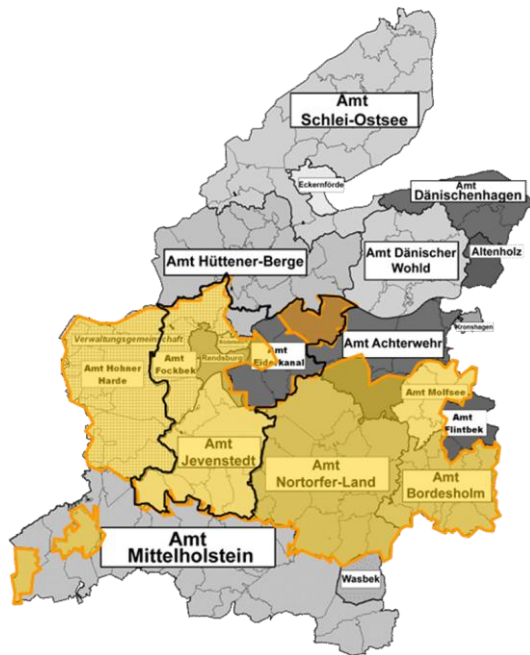 Amt
Schlei-Ostsee
Eckernförde
Amt
Dänischenhagen
Altenholz
Amt Dänischer
Wohld
Amt Hüttener-Berge
Kronshagen
Verwaltungsgemeinschaft
Amt Achterwehr
Amt
Eiderkanal
Rendsburg
Amt
Fockbek
Amt Hohner
Harde
Amt Molfsee
Amt
Flintbek
Amt
Jevenstedt
Amt
Nortorfer-Land
Amt
Bordesholm
Amt
Mittelholstein
Wasbek